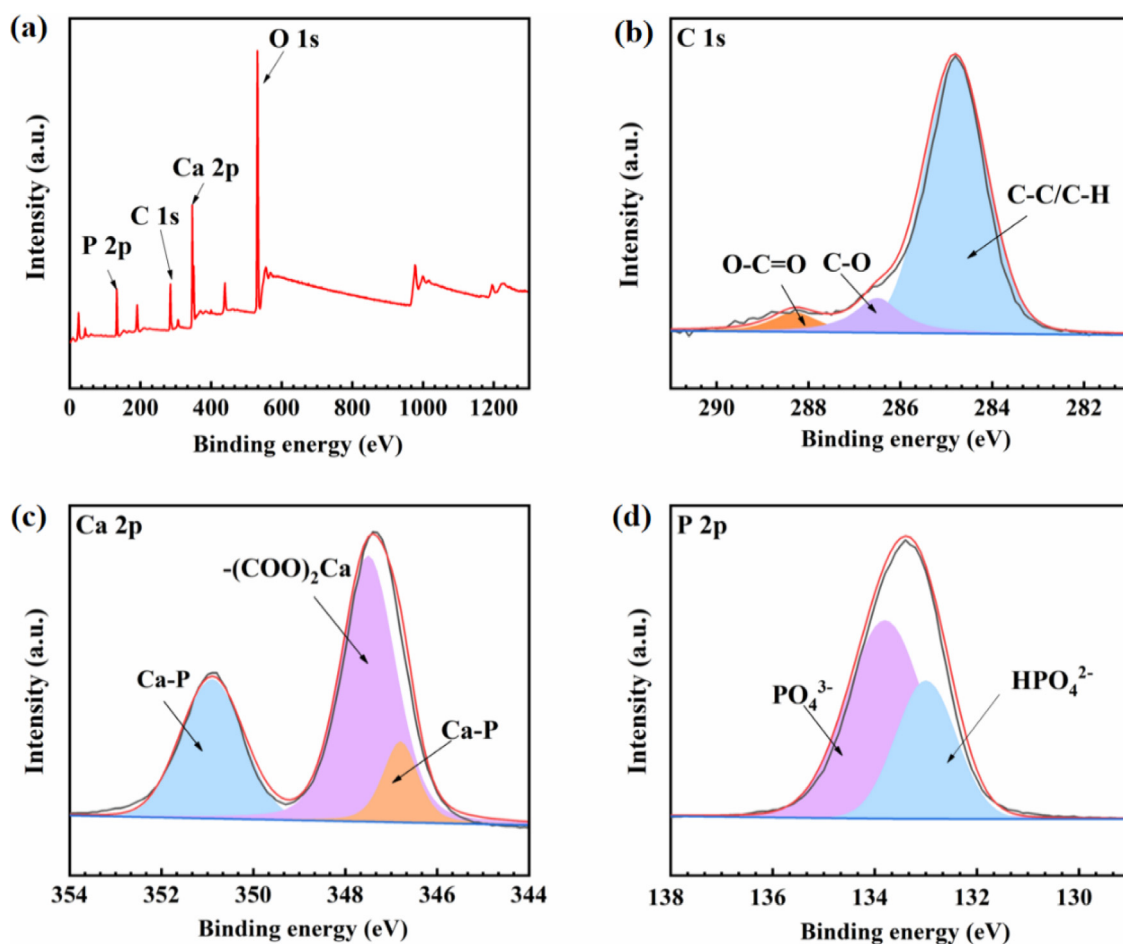 (a)
O 1s
Ca 2p
C 1s
P 2p
Intensity (a.u.)
0 200 400 600 800 1000 1200
Binding energy (eV)
(b)
C 1s
C-C/C-H
O-C=O
C-O
Intensity (a.u.)
290 288 286 284 282
Binding energy (eV)
(c)
Ca 2p
-(COO)₂Ca
Ca-P
Ca-P
Intensity (a.u.)
354 352 350 348 346 344
Binding energy (eV)
(d)
P 2p
PO₄³⁻
HPO₄²⁻
Intensity (a.u.)
138 136 134 132 130
Binding energy (eV)